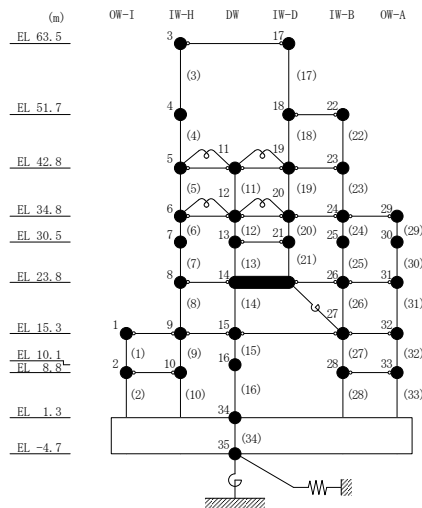 (m) OW-I IW-H DW IW-D IW-B OW-A
EL 63.5 3 17
(3) (17)
EL 51.7 4 18 22
(4) 11 (18) (22)
EL 42.8 5 19 23
(5) 12 (11) 20 (19) (23)
EL 34.8 6 24 29
(6) (12) (20) (24) (29)
EL 30.5 7 13 21 25 30
(7) (13) (21) (25) (30)
EL 23.8 8 14 26 31
(8) (14) (26) (31)
27
EL 15.3 1 9 15 32
(1) (9) (15) (27) (32)
EL 10.1 16
EL 8.8 2 10 28 33
(2) (10) (16) (28) (33)
EL 1.3 34
(34)
EL -4.7 35